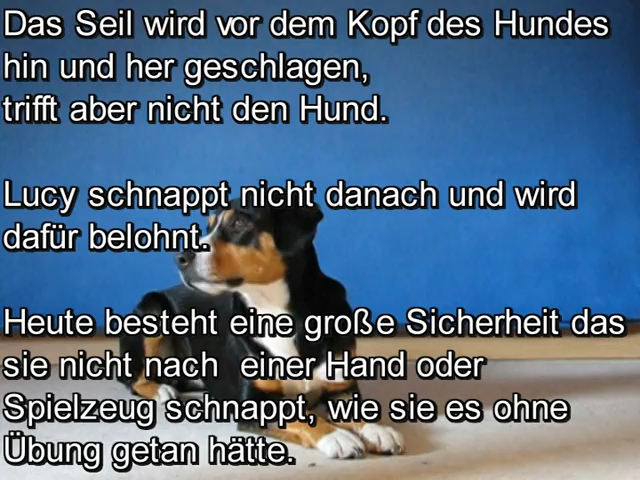 Das Seil wird vor dem Kopf des Hundes
hin und her geschlagen,
trifft aber nicht den Hund.
Lucy schnappt nicht danach und wird
dafür belohnt.
Heute besteht eine große Sicherheit das
sie nicht nach einer Hand oder
Spielzeug schnappt, wie sie es ohne
Übung getan hätte.